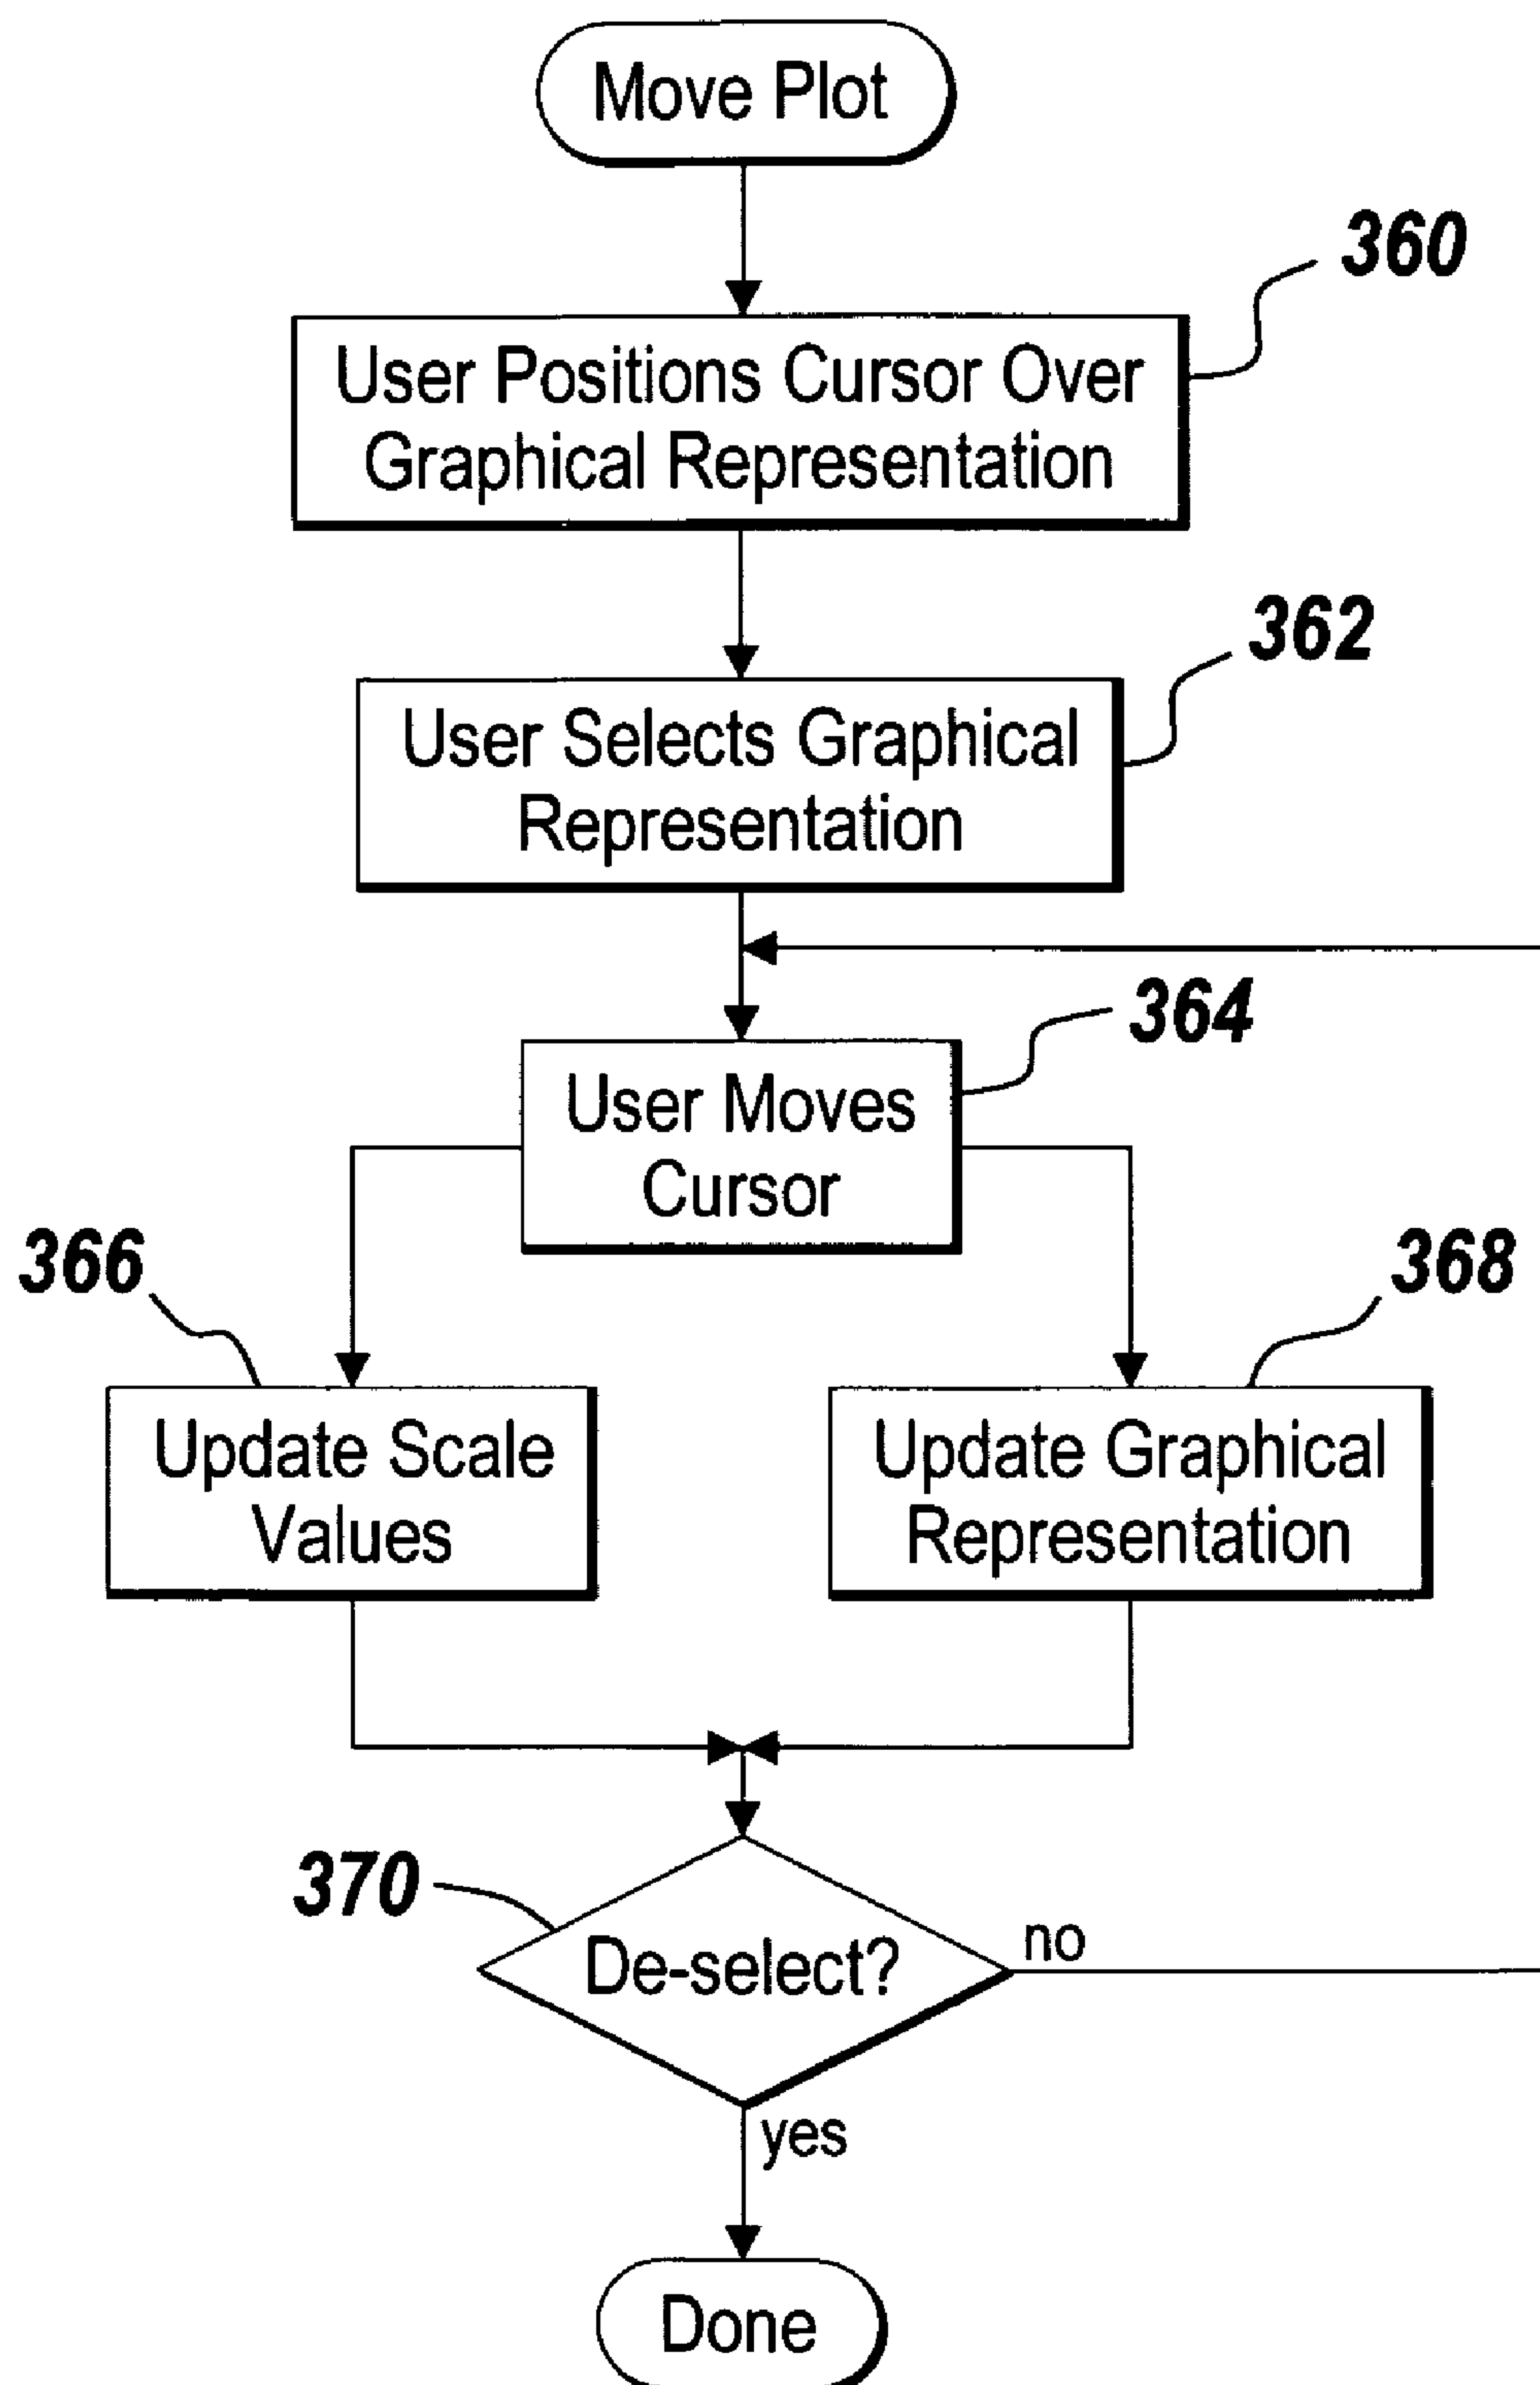 Move Plot
360
User Positions Cursor Over
Graphical Representation
362
User Selects Graphical
Representation
364
User Moves
Cursor
366
368
Update Scale
Values
Update Graphical
Representation
370
De-select?
no
yes
Done